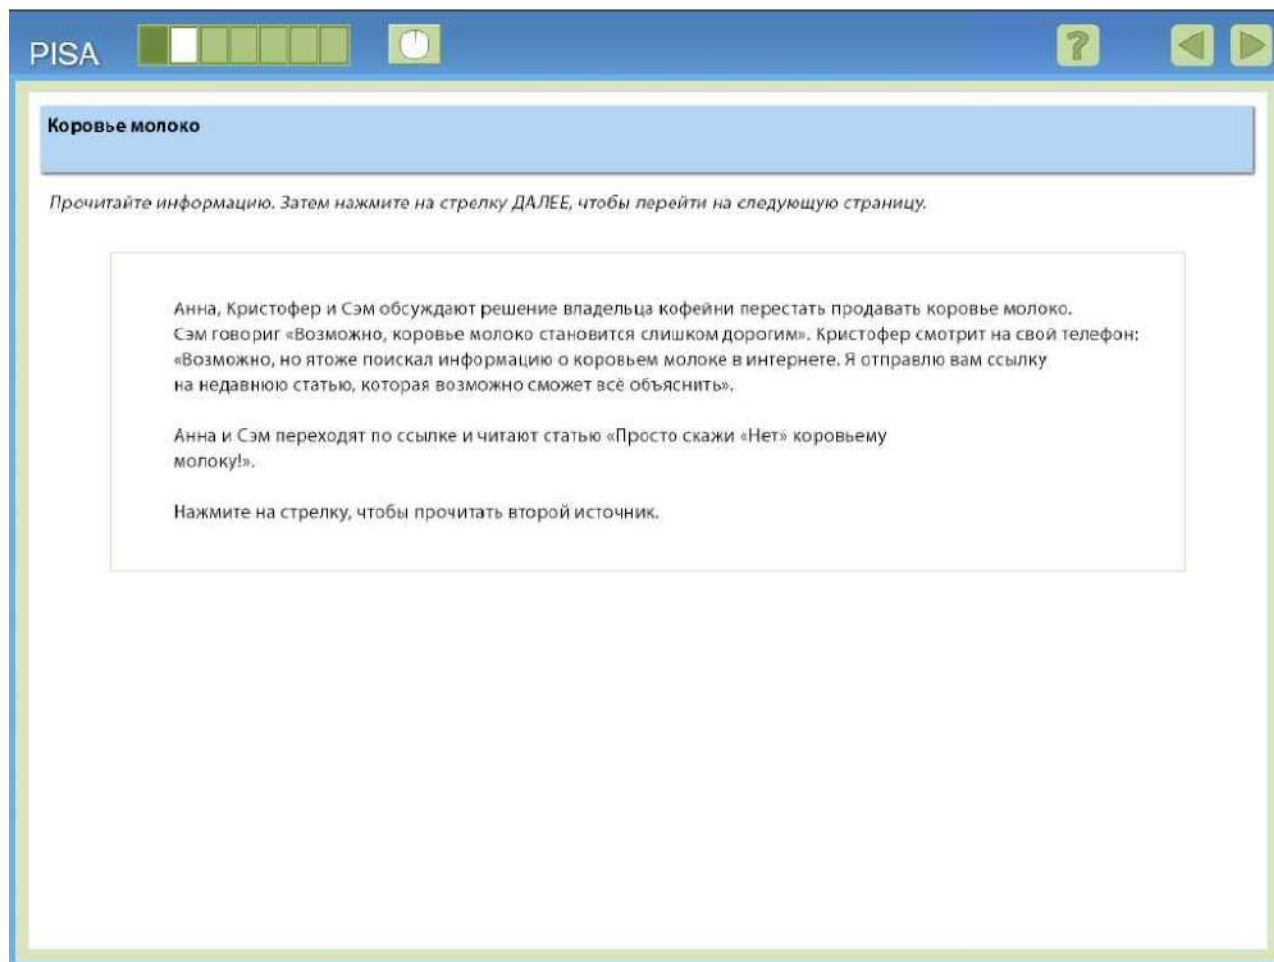 PISA
?
Коровье молоко
Прочитайте информацию. Затем нажмите на стрелку ДАЛЕЕ, чтобы перейти на следующую страницу.
Анна, Кристофер и Сэм обсуждают решение владельца кофейни перестать продавать коровье молоко.
Сэм говориг «Возможно, коровье молоко становится слишком дорогим». Кристофер смотрит на свой телефон:
«Возможно, но ятоже поискал информацию о коровьем молоке в интернете. Я отправлю вам ссылку
на недавнюю статью, которая возможно сможет всё объяснить».
Анна и Сэм переходят по ссылке и читают статью «Просто скажи «Нет» коровьему
молоку!».
Нажмите на стрелку, чтобы прочитать второй источник.